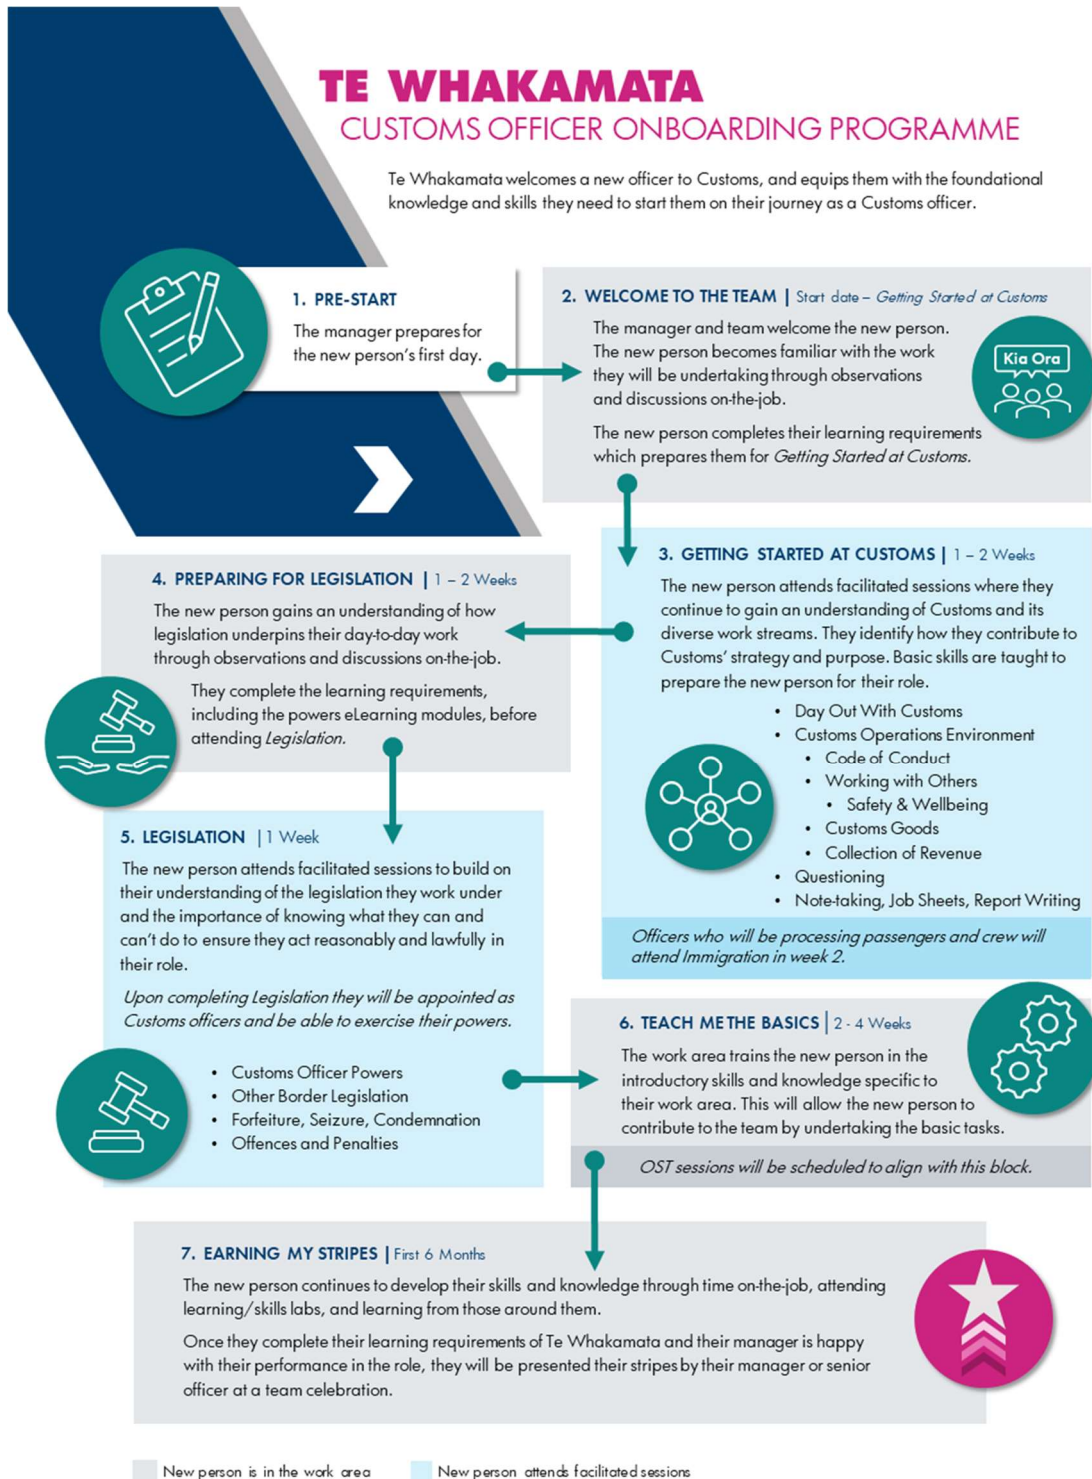 TE WHAKAMATA
CUSTOMS OFFICER ONBOARDING PROGRAMME
Te Whakamata welcomes a new officer to Customs, and equips them with the foundational
knowledge and skills they need to start them on their journey as a Customs officer.
1. PRE-START
The manager prepares for
the new person's first day.
2. WELCOME TO THE TEAM | Start date – Getting Started at Customs
The manager and team welcome the new person.
The new person becomes familiar with the work
they will be undertaking through observations
and discussions on-the-job.
The new person completes their learning requirements
which prepares them for Getting Started at Customs.
Kia Ora
3. GETTING STARTED AT CUSTOMS | 1 – 2 Weeks
The new person attends facilitated sessions where they
continue to gain an understanding of Customs and its
diverse work streams. They identify how they contribute to
Customs' strategy and purpose. Basic skills are taught to
prepare the new person for their role.
• Day Out With Customs
• Customs Operations Environment
• Code of Conduct
• Working with Others
• Safety & Wellbeing
• Customs Goods
• Collection of Revenue
• Questioning
• Note-taking, Job Sheets, Report Writing
Officers who will be processing passengers and crew will
attend Immigration in week 2.
4. PREPARING FOR LEGISLATION | 1 – 2 Weeks
The new person gains an understanding of how
legislation underpins their day-to-day work
through observations and discussions on-the-job.
They complete the learning requirements,
including the powers eLearning modules, before
attending Legislation.
5. LEGISLATION | 1 Week
The new person attends facilitated sessions to build on
their understanding of the legislation they work under
and the importance of knowing what they can and
can't do to ensure they act reasonably and lawfully in
their role.
Upon completing Legislation they will be appointed as
Customs officers and be able to exercise their powers.
• Customs Officer Powers
• Other Border Legislation
• Forfeiture, Seizure, Condemnation
• Offences and Penalties
6. TEACH ME THE BASICS | 2 - 4 Weeks
The work area trains the new person in the
introductory skills and knowledge specific to
their work area. This will allow the new person to
contribute to the team by undertaking the basic tasks.
OST sessions will be scheduled to align with this block.
7. EARNING MY STRIPES | First 6 Months
The new person continues to develop their skills and knowledge through time on-the-job, attending
learning/skills labs, and learning from those around them.
Once they complete their learning requirements of Te Whakamata and their manager is happy
with their performance in the role, they will be presented their stripes by their manager or senior
officer at a team celebration.
New person is in the work area
New person attends facilitated sessions